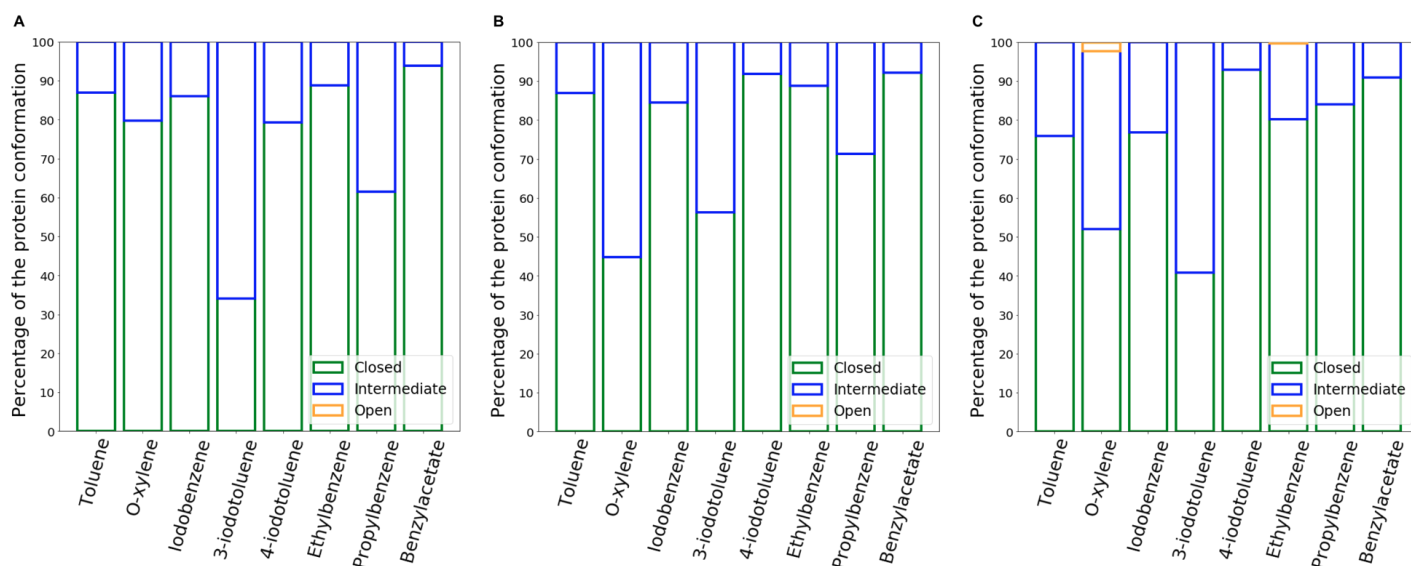 A
Percentage of the protein conformation
100
90
80
70
60
50
40
30
20
10
0
Closed
Intermediate
Open
Toluene
O-xylene
Iodobenzene
3-iodotoluene
4-iodotoluene
Ethylbenzene
Propylbenzene
Benzylacetate
B
Percentage of the protein conformation
100
90
80
70
60
50
40
30
20
10
0
Closed
Intermediate
Open
Toluene
O-xylene
Iodobenzene
3-iodotoluene
4-iodotoluene
Ethylbenzene
Propylbenzene
Benzylacetate
C
Percentage of the protein conformation
100
90
80
70
60
50
40
30
20
10
0
Closed
Intermediate
Open
Toluene
O-xylene
Iodobenzene
3-iodotoluene
4-iodotoluene
Ethylbenzene
Propylbenzene
Benzylacetate